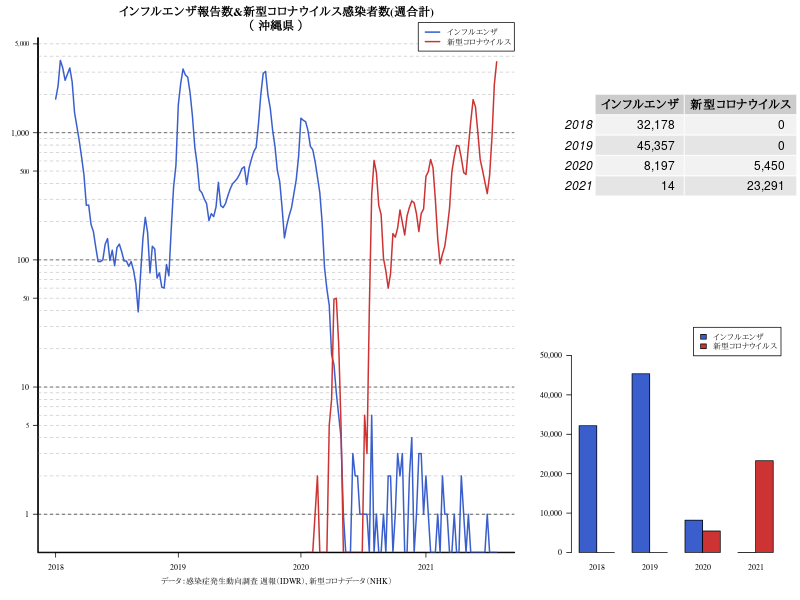 インフルエンザ報告数&新型コロナウイルス感染者数(週合計)
( 沖縄県 )
インフルエンザ
新型コロナウイルス
5,000
1,000
500
100
50
10
5
1
2018 2019 2020 2021
データ：感染症発生動向調査 週報(IDWR)、新型コロナデータ(NHK)
インフルエンザ 新型コロナウイルス
2018 32,178 0
2019 45,357 0
2020 8,197 5,450
2021 14 23,291
インフルエンザ
新型コロナウイルス
50,000
40,000
30,000
20,000
10,000
0
2018 2019 2020 2021